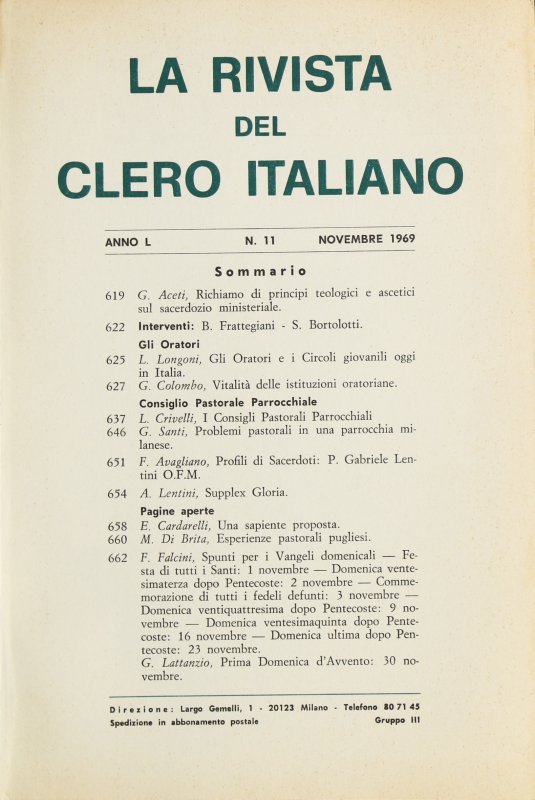 LA RIVISTA
DEL
CLERO ITALIANO
ANNO L N. 11 NOVEMBRE 1969
Sommario
619 G. Aceti, Richiamo di principi teologici e ascetici
sul sacerdozio ministeriale.
622 Interventi: B. Frattegiani - S. Bortolotti.
Gli Oratori
625 L. Longoni, Gli Oratori e i Circoli giovanili oggi
in Italia.
627 G. Colombo, Vitalità delle istituzioni oratoriane.
Consiglio Pastorale Parrocchiale
637 L. Crivelli, I Consigli Pastorali Parrocchiali
646 G. Santi, Problemi pastorali in una parrocchia mi-
lanese.
651 F. Avagliano, Profili di Sacerdoti: P. Gabriele Len-
tini O.F.M.
654 A. Lentini, Supplex Gloria.
Pagine aperte
658 E. Cardarelli, Una sapiente proposta.
660 M. Di Brita, Esperienze pastorali pugliesi.
662 F. Falcini, Spunti per i Vangeli domenicali — Fe-
sta di tutti i Santi: 1 novembre — Domenica vente-
simaterza dopo Pentecoste: 2 novembre — Comme-
morazione di tutti i fedeli defunti: 3 novembre —
Domenica ventiquattresima dopo Pentecoste: 9 no-
vembre — Domenica ventesimaquinta dopo Pente-
coste: 16 novembre — Domenica ultima dopo Pen-
tecoste: 23 novembre.
G. Lattanzio, Prima Domenica d'Avvento: 30 no-
vembre.
Direzione: Largo Gemelli, 1 - 20123 Milano - Telefono 80 71 45
Spedizione in abbonamento postale Gruppo III